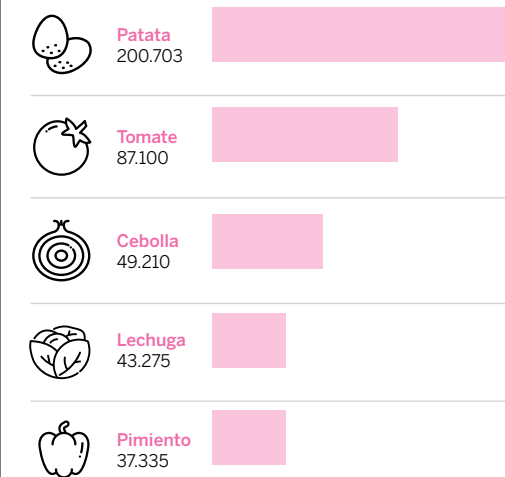 Patata
200.703
Tomate
87.100
Cebolla
49.210
Lechuga
43.275
Pimiento
37.335